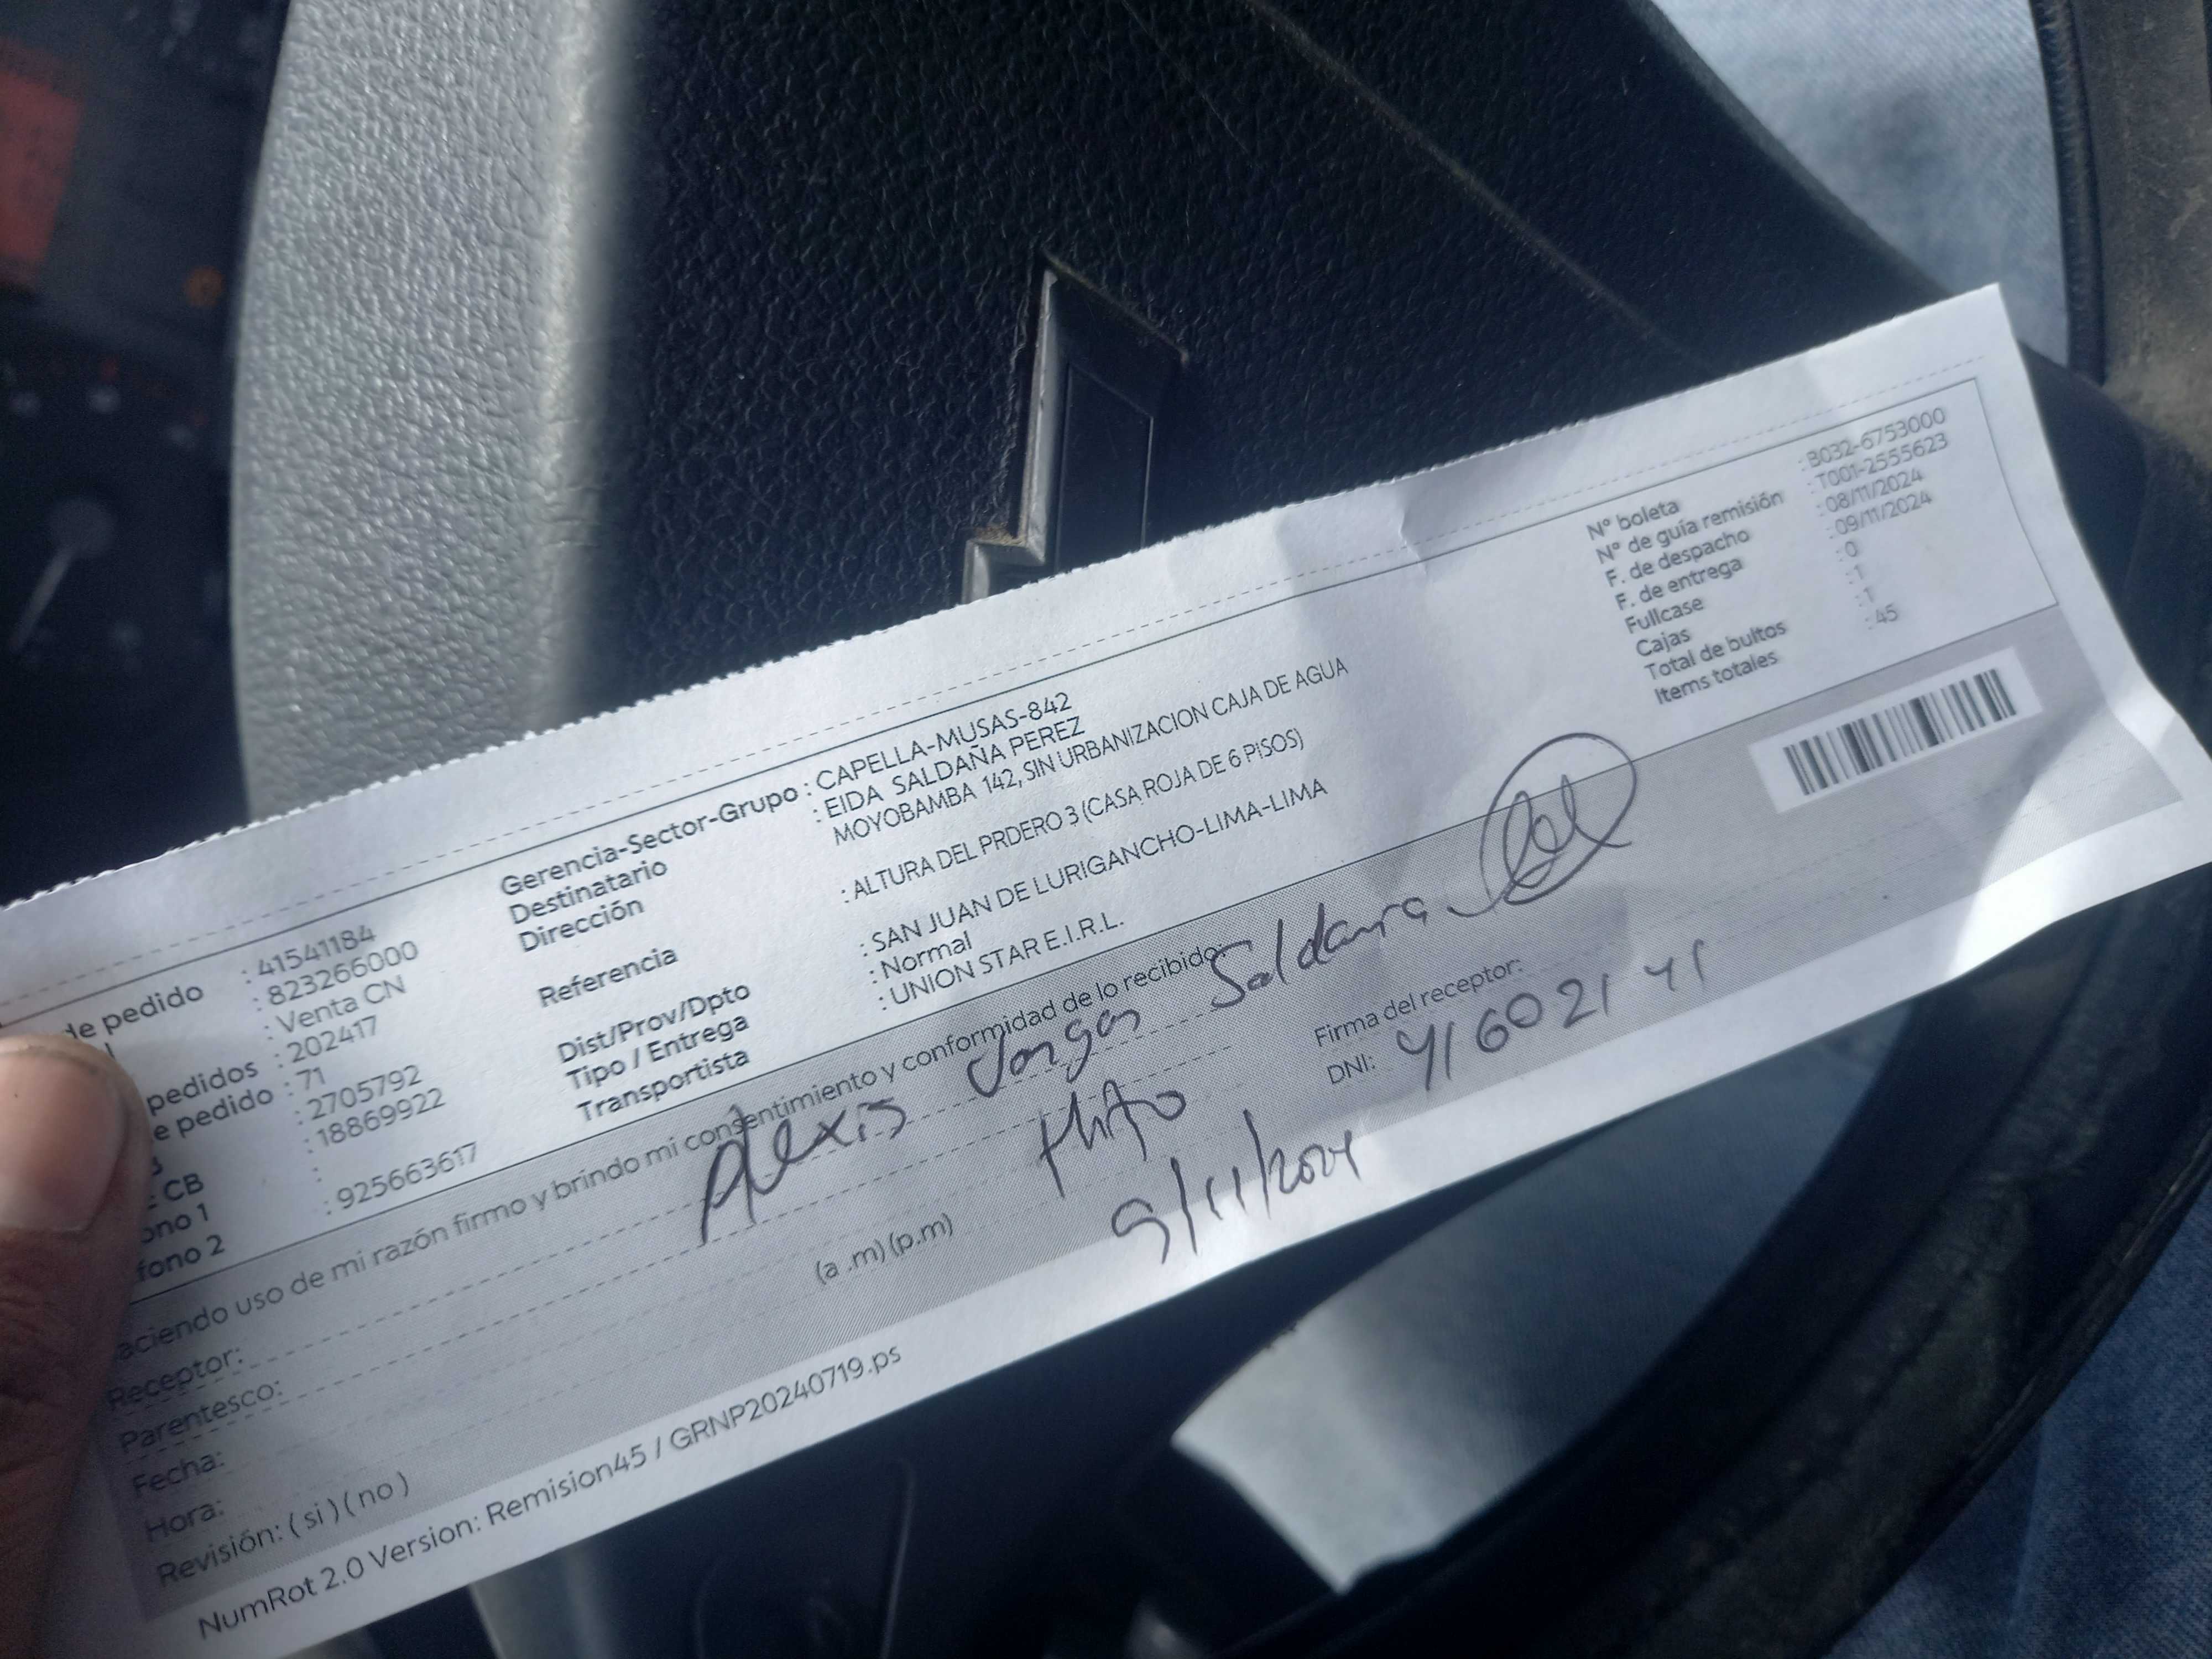 de pedido : 41541184
: 823266000
: Venta CN
pedidos : 202417
e pedido : 71
: 2705792
CB : 18869922
ono 1 :
fono 2 : 925663617
Gerencia-Sector-Grupo : CAPELLA-MUSAS-842
Destinatario : EIDA SALDAÑA PEREZ
Dirección MOYOBAMBA 142, SIN URBANIZACION CAJA DE AGUA
Referencia : ALTURA DEL PRDERO 3 (CASA ROJA DE 6 PISOS)
Dist/Prov/Dpto : SAN JUAN DE LURIGANCHO-LIMA-LIMA
Tipo / Entrega : Normal
Transportista : UNION STAR E.I.R.L.
N° boleta : B032-6753000
N° de guia remisión : T001-2555623
F. de despacho : 08/11/2024
F. de entrega : 09/11/2024
Fullcase : 0
Cajas : 1
Total de bultos : 1
Items totales : 45
aciendo uso de mi razón firmo y brindo mi consentimiento y conformidad de lo recibido:
Receptor: Alexis Vargas Saldaña
Firma del receptor:
Parentesco: Hijo
DNI: 41602141
Fecha: 9/11/2024
Hora: (a .m) (p.m)
Revisión: ( si ) ( no )
NumRot 2.0 Version: Remision45 / GRNP20240719.ps